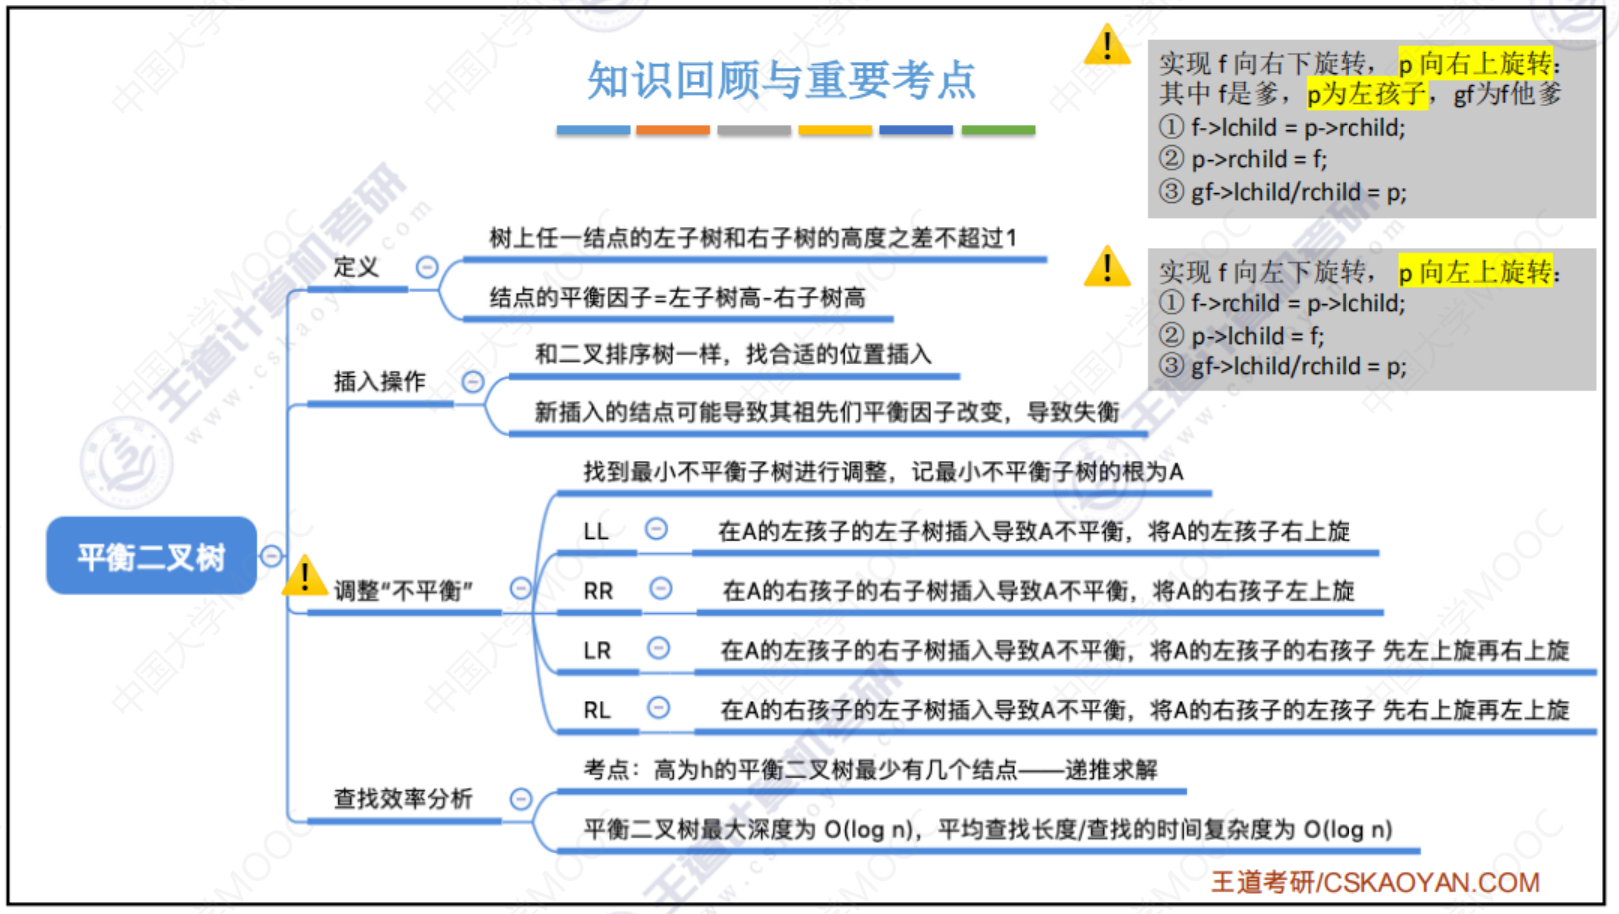 知识回顾与重要考点
实现 f 向右下旋转， p 向右上旋转：
其中 f是爹，p为左孩子，gf为f他爹
① f->lchild = p->rchild;
② p->rchild = f;
③ gf->lchild/rchild = p;
实现 f 向左下旋转， p 向左上旋转：
① f->rchild = p->lchild;
② p->lchild = f;
③ gf->lchild/rchild = p;
平衡二叉树
定义
树上任一结点的左子树和右子树的高度之差不超过1
结点的平衡因子=左子树高-右子树高
插入操作
和二叉排序树一样，找合适的位置插入
新插入的结点可能导致其祖先们平衡因子改变，导致失衡
调整“不平衡”
找到最小不平衡子树进行调整，记最小不平衡子树的根为A
LL 在A的左孩子的左子树插入导致A不平衡，将A的左孩子右上旋
RR 在A的右孩子的右子树插入导致A不平衡，将A的右孩子左上旋
LR 在A的左孩子的右子树插入导致A不平衡，将A的左孩子的右孩子 先左上旋再右上旋
RL 在A的右孩子的左子树插入导致A不平衡，将A的右孩子的左孩子 先右上旋再左上旋
查找效率分析
考点：高为h的平衡二叉树最少有几个结点——递推求解
平衡二叉树最大深度为 O(log n)，平均查找长度/查找的时间复杂度为 O(log n)
王道考研/CSKAOYAN.COM
王道计算机考研
www.cskaoyan.com
中国大学MOOC